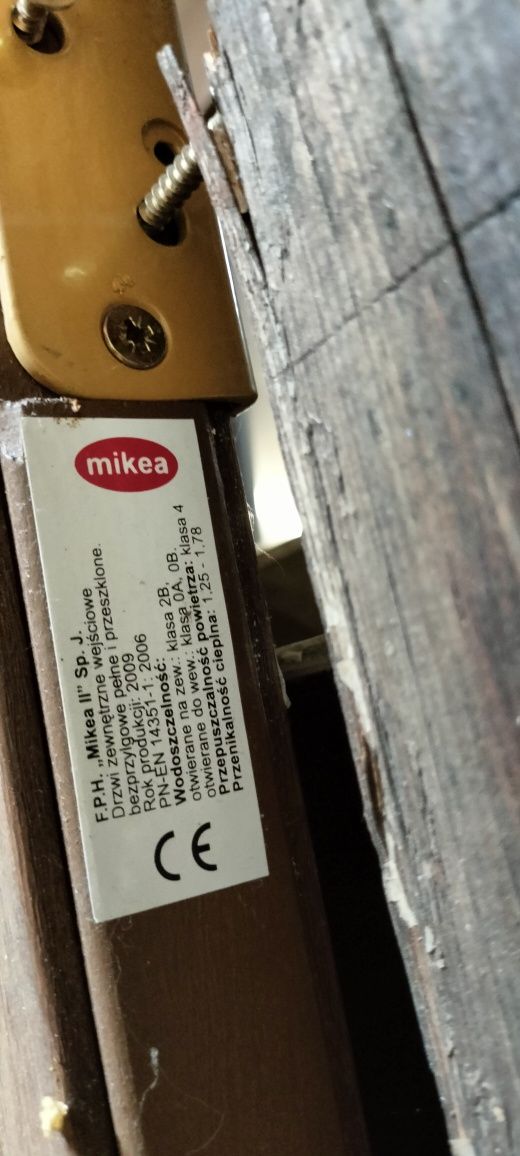 mikea
F.P.H. „Mikea II” Sp. J.
Drzwi zewnętrzne wejściowe
bezprzylgowe pełne i przeszklone.
Rok produkcji: 2009
PN-EN 14351-1: 2006
Wodoszczelność:
otwierane na zew.: klasa 2B,
otwierane do wew.: klasa 0A, 0B.
Przepuszczalność powietrza: klasa 4
Przenikalność cieplna: 1,25 - 1,78
CE